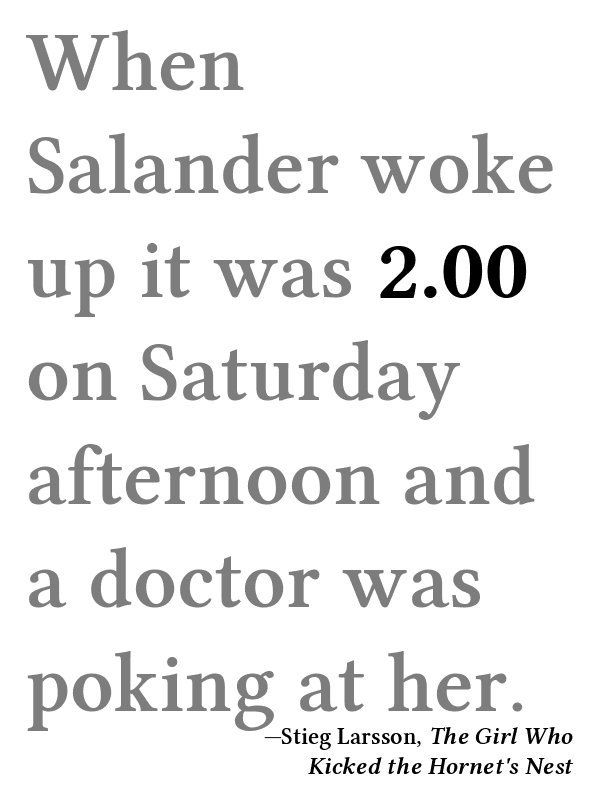 When
Salander woke
up it was 2.00
on Saturday
afternoon and
a doctor was
poking at her.
—Stieg Larsson, The Girl Who
Kicked the Hornet's Nest